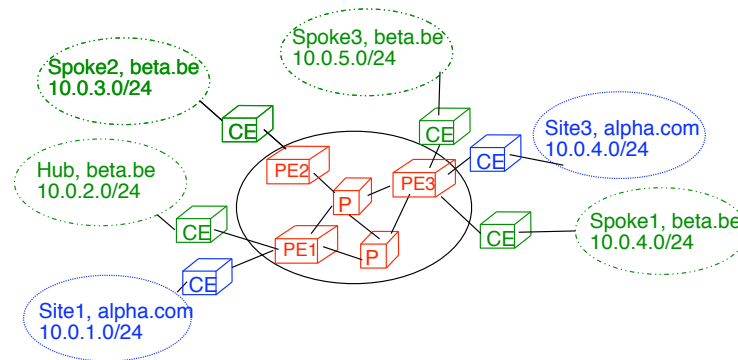 Spoke3, beta.be
10.0.5.0/24
Spoke2, beta.be
10.0.3.0/24
CE
CE
Site3, alpha.com
10.0.4.0/24
CE
Hub, beta.be
10.0.2.0/24
PE2
PE3
P
Spoke1, beta.be
10.0.4.0/24
CE
CE
PE1
P
CE
Site1, alpha.com
10.0.1.0/24